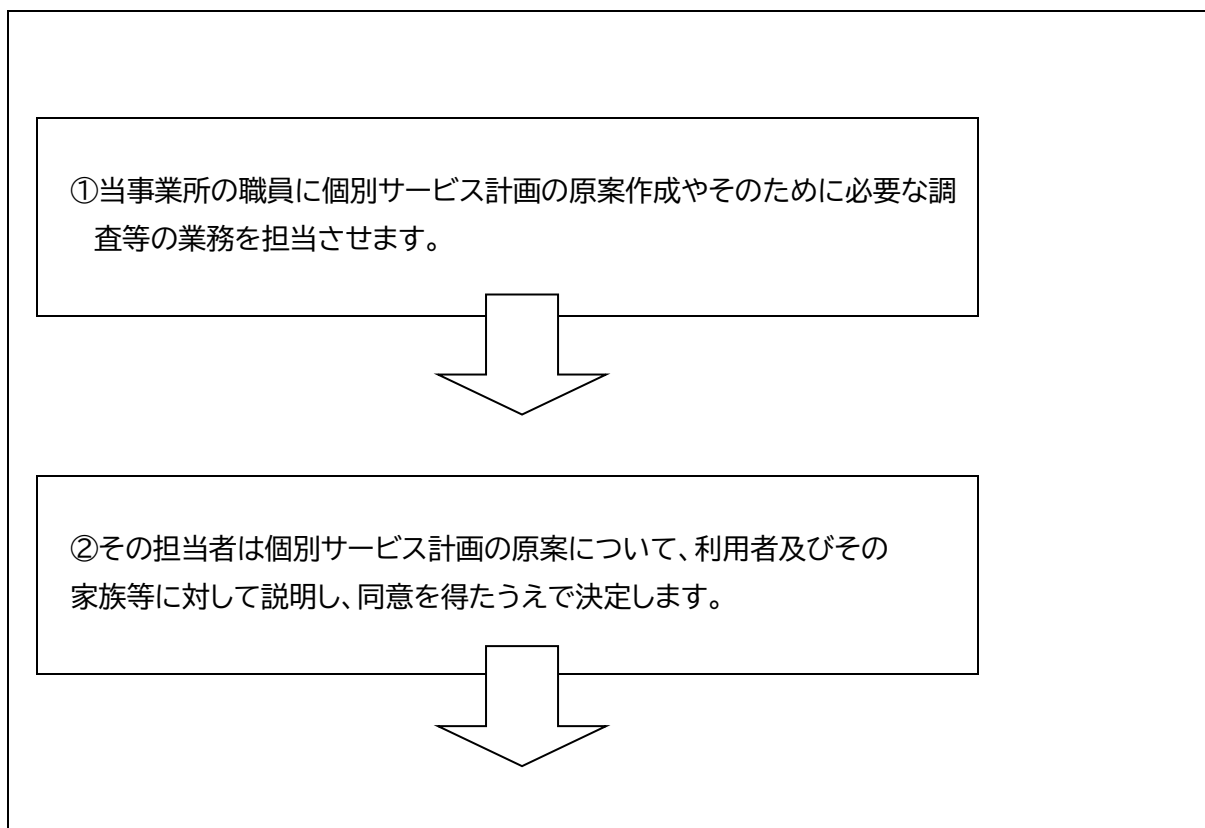 ①当事業所の職員に個別サービス計画の原案作成やそのために必要な調
査等の業務を担当させます。
②その担当者は個別サービス計画の原案について、利用者及びその
家族等に対して説明し、同意を得たうえで決定します。